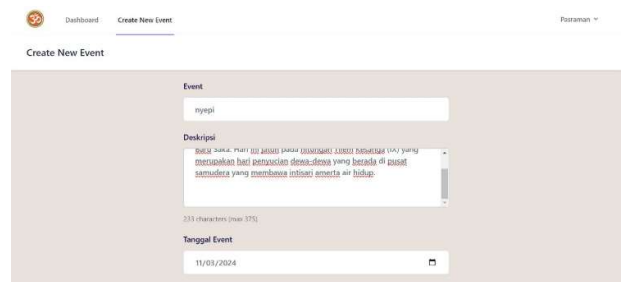 Dashboard Create New Event Pasraman
Create New Event
Event
nyepi
Deskripsi
Baru Saka. Hari ini jatuh pada hitungan Tilem Kesanga (IX) yang
merupakan hari penyucian dewa-dewa yang berada di pusat
samudera yang membawa intisari amerta air hidup.
233 characters (max 375)
Tanggal Event
11/03/2024